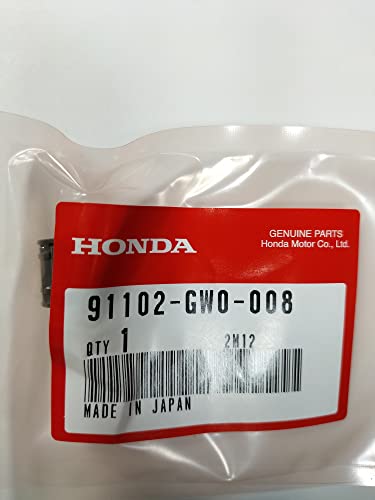 HONDA
GENUINE PARTS
Honda Motor Co., Ltd.
91102-GW0-008
QTY 1 2M12
MADE IN JAPAN